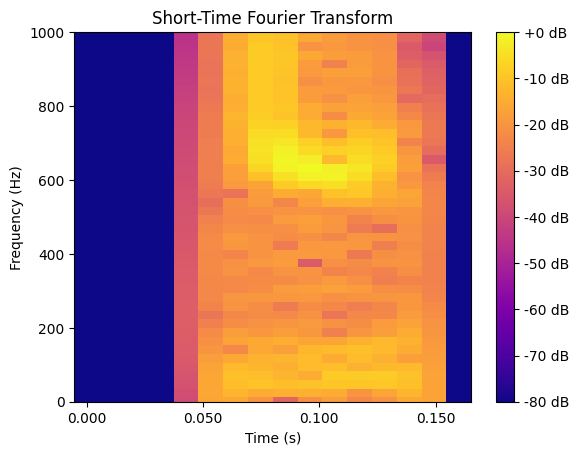 Short-Time Fourier Transform
1000
800
600
400
200
0
Frequency (Hz)
0.000
0.050
0.100
0.150
Time (s)
+0 dB
-10 dB
-20 dB
-30 dB
-40 dB
-50 dB
-60 dB
-70 dB
-80 dB